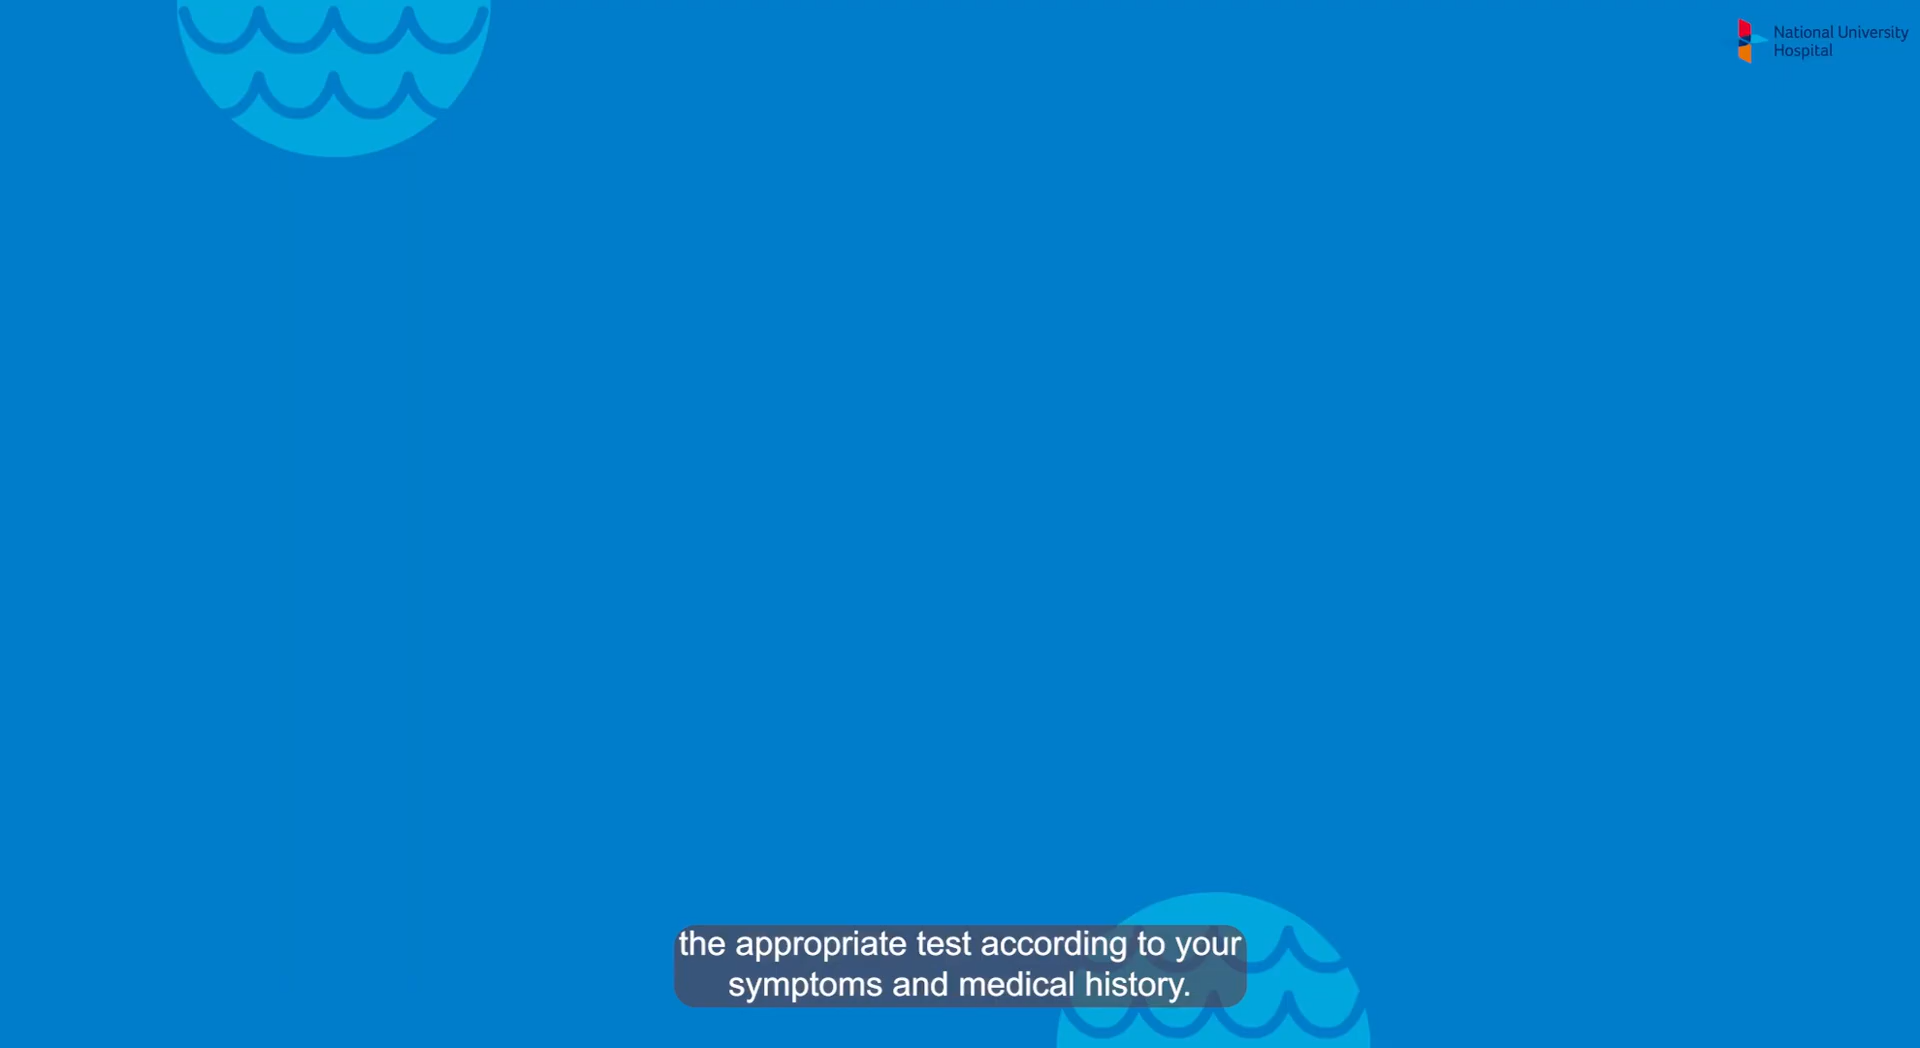 National University
Hospital
the appropriate test according to your
symptoms and medical history.